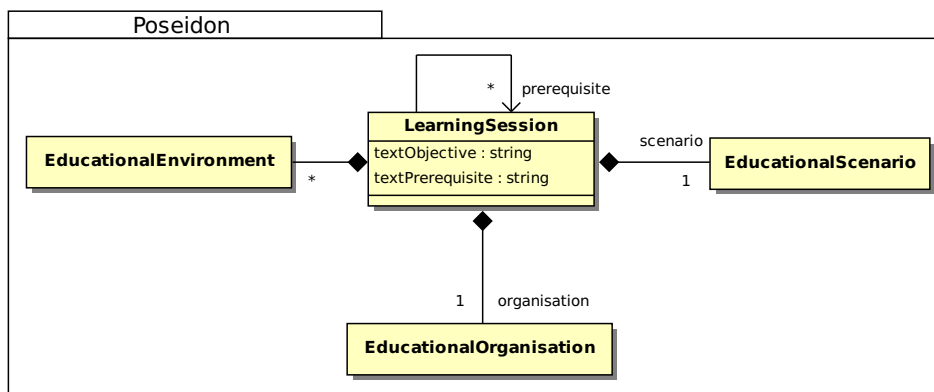 Poseidon
* prerequisite
LearningSession
textObjective : string
textPrerequisite : string
EducationalEnvironment
*
scenario
1
EducationalScenario
1 organisation
EducationalOrganisation